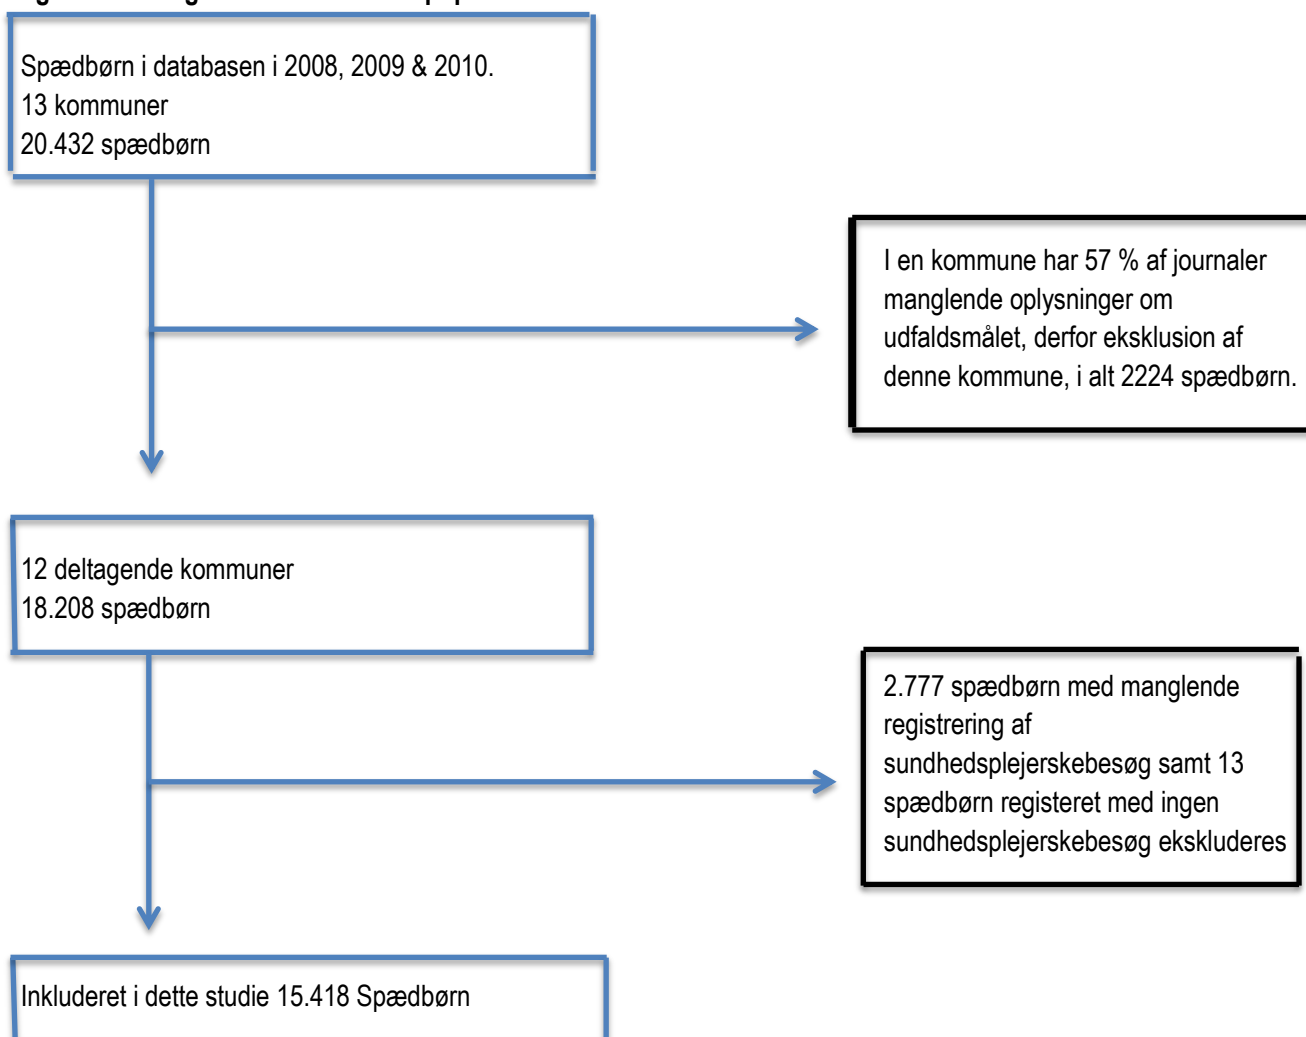 Spædbørn i databasen i 2008, 2009 & 2010.
13 kommuner
20.432 spædbørn
I en kommune har 57 % af journaler
manglende oplysninger om
udfaldsmålet, derfor eksklusion af
denne kommune, i alt 2224 spædbørn.
12 deltagende kommuner
18.208 spædbørn
2.777 spædbørn med manglende
registrering af
sundhedsplejerskebesøg samt 13
spædbørn registeret med ingen
sundhedsplejerskebesøg ekskluderes
Inkluderet i dette studie 15.418 Spædbørn